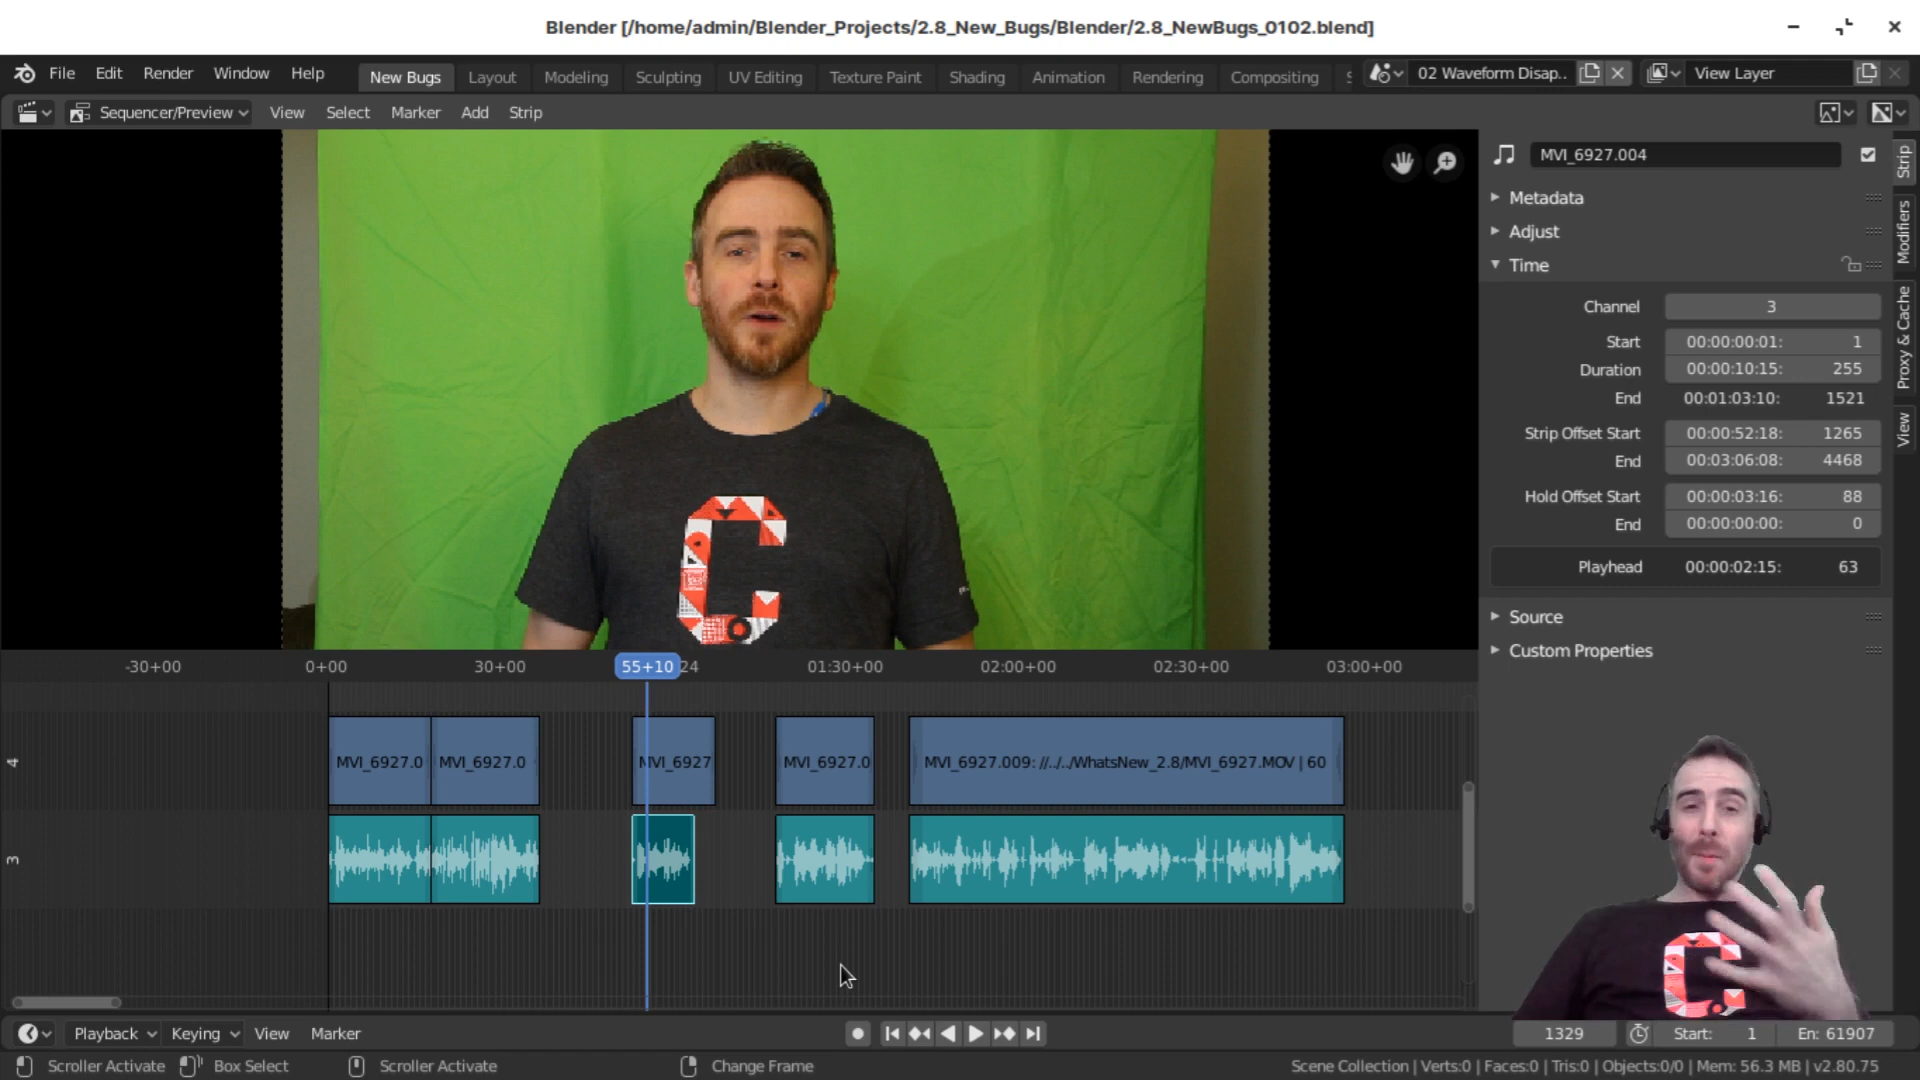 Blender [/home/admin/Blender_Projects/2.8_New_Bugs/Blender/2.8_NewBugs_0102.blend]
File Edit Render Window Help New Bugs Layout Modeling Sculpting UV Editing Texture Paint Shading Animation Rendering Compositing 02 Waveform Disap.. View Layer
Sequencer/Preview View Select Marker Add Strip
MVI_6927.004
Metadata
Adjust
Time
Channel 3
Start 00:00:00:01: 1
Duration 00:00:10:15: 255
End 00:01:03:10: 1521
Strip Offset Start 00:00:52:18: 1265
End 00:03:06:08: 4468
Hold Offset Start 00:00:03:16: 88
End 00:00:00:00: 0
Playhead 00:00:02:15: 63
Source
Custom Properties
Strip
Modifiers
Proxy & Cache
View
C
-30+00 0+00 30+00 55+10 24 01:30+00 02:00+00 02:30+00 03:00+00
4 MVI_6927.0 MVI_6927.0 MVI_6927 MVI_6927.0 MVI_6927.009: //../../WhatsNew_2.8/MVI_6927.MOV | 60
3
C
Playback Keying View Marker 1329 Start: 1 En: 61907
Scroller Activate Box Select Scroller Activate Change Frame Scene Collection | Verts:0 | Faces:0 | Tris:0 | Objects:0/0 | Mem: 56.3 MB | v2.80.75